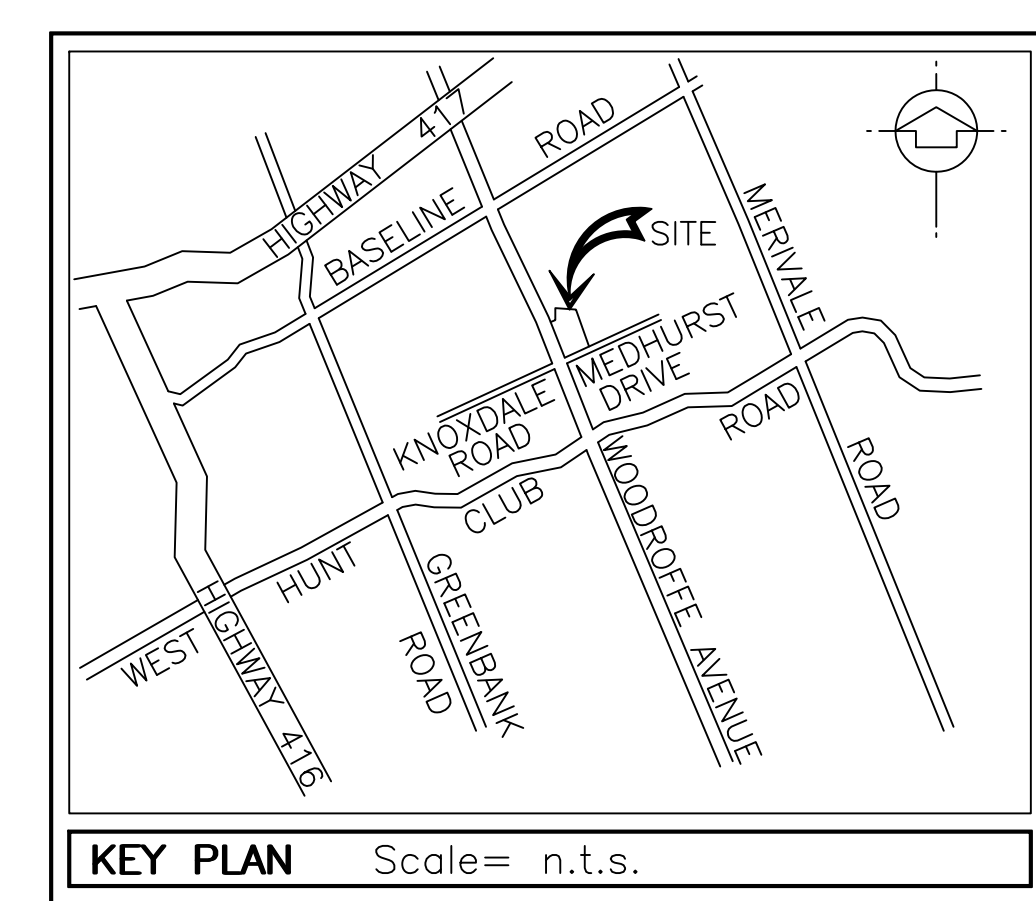 HIGHWAY 417
BASELINE ROAD
MERIVALE ROAD
SITE
MEDHURST
DRIVE
KNOXDALE
ROAD
WEST HUNT CLUB ROAD
WOODROFFE AVENUE
GREENBANK
ROAD
HIGHWAY 416
KEY PLAN Scale= n.t.s.